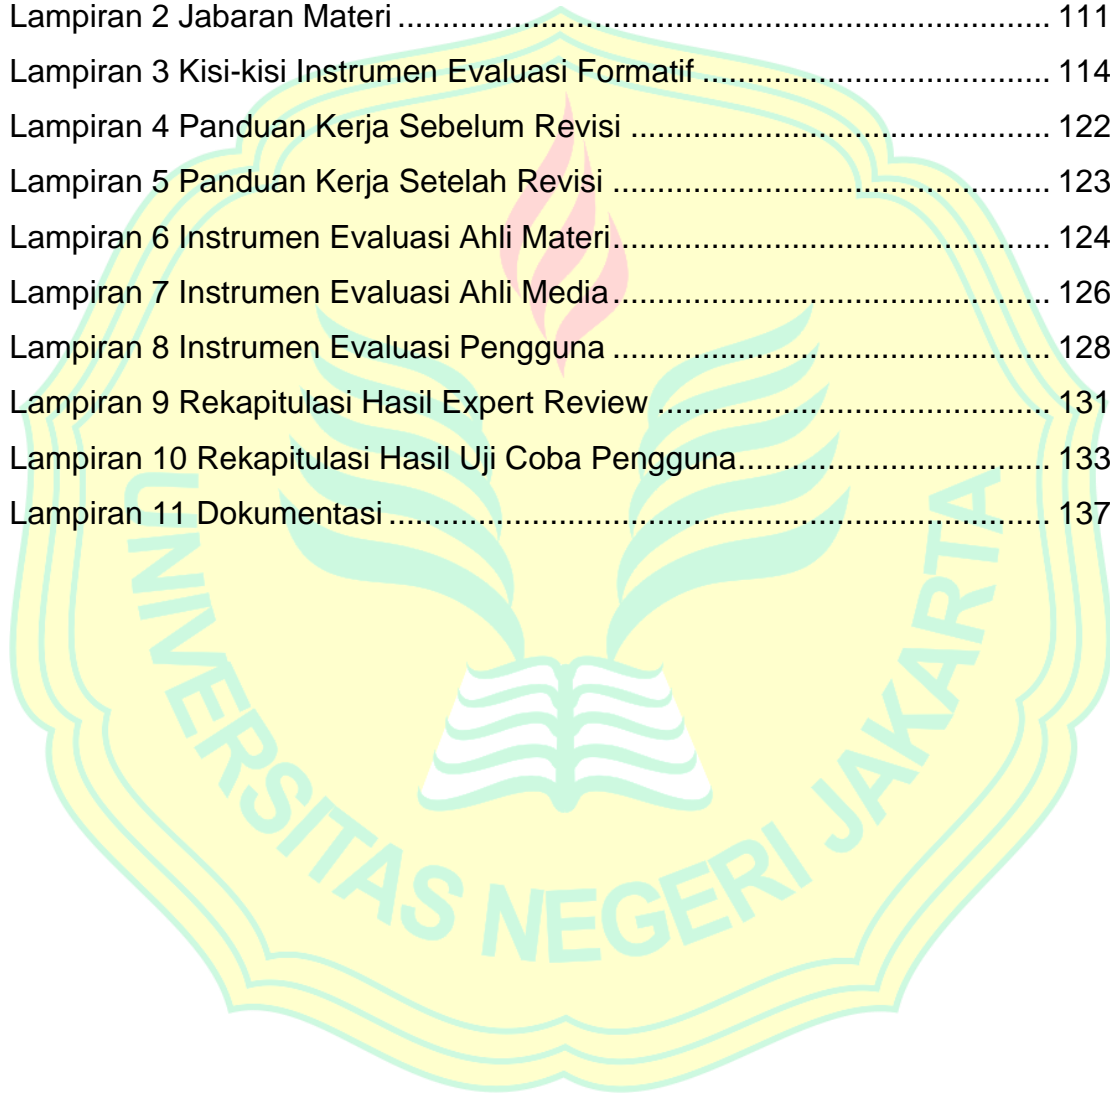 Lampiran 2 Jabaran Materi ........................................................................ 111
Lampiran 3 Kisi-kisi Instrumen Evaluasi Formatif ....................................... 114
Lampiran 4 Panduan Kerja Sebelum Revisi ............................................... 122
Lampiran 5 Panduan Kerja Setelah Revisi ................................................. 123
Lampiran 6 Instrumen Evaluasi Ahli Materi................................................. 124
Lampiran 7 Instrumen Evaluasi Ahli Media................................................. 126
Lampiran 8 Instrumen Evaluasi Pengguna ................................................. 128
Lampiran 9 Rekapitulasi Hasil Expert Review ............................................ 131
Lampiran 10 Rekapitulasi Hasil Uji Coba Pengguna................................... 133
Lampiran 11 Dokumentasi .......................................................................... 137
UNIVERSITAS NEGERI JAKARTA